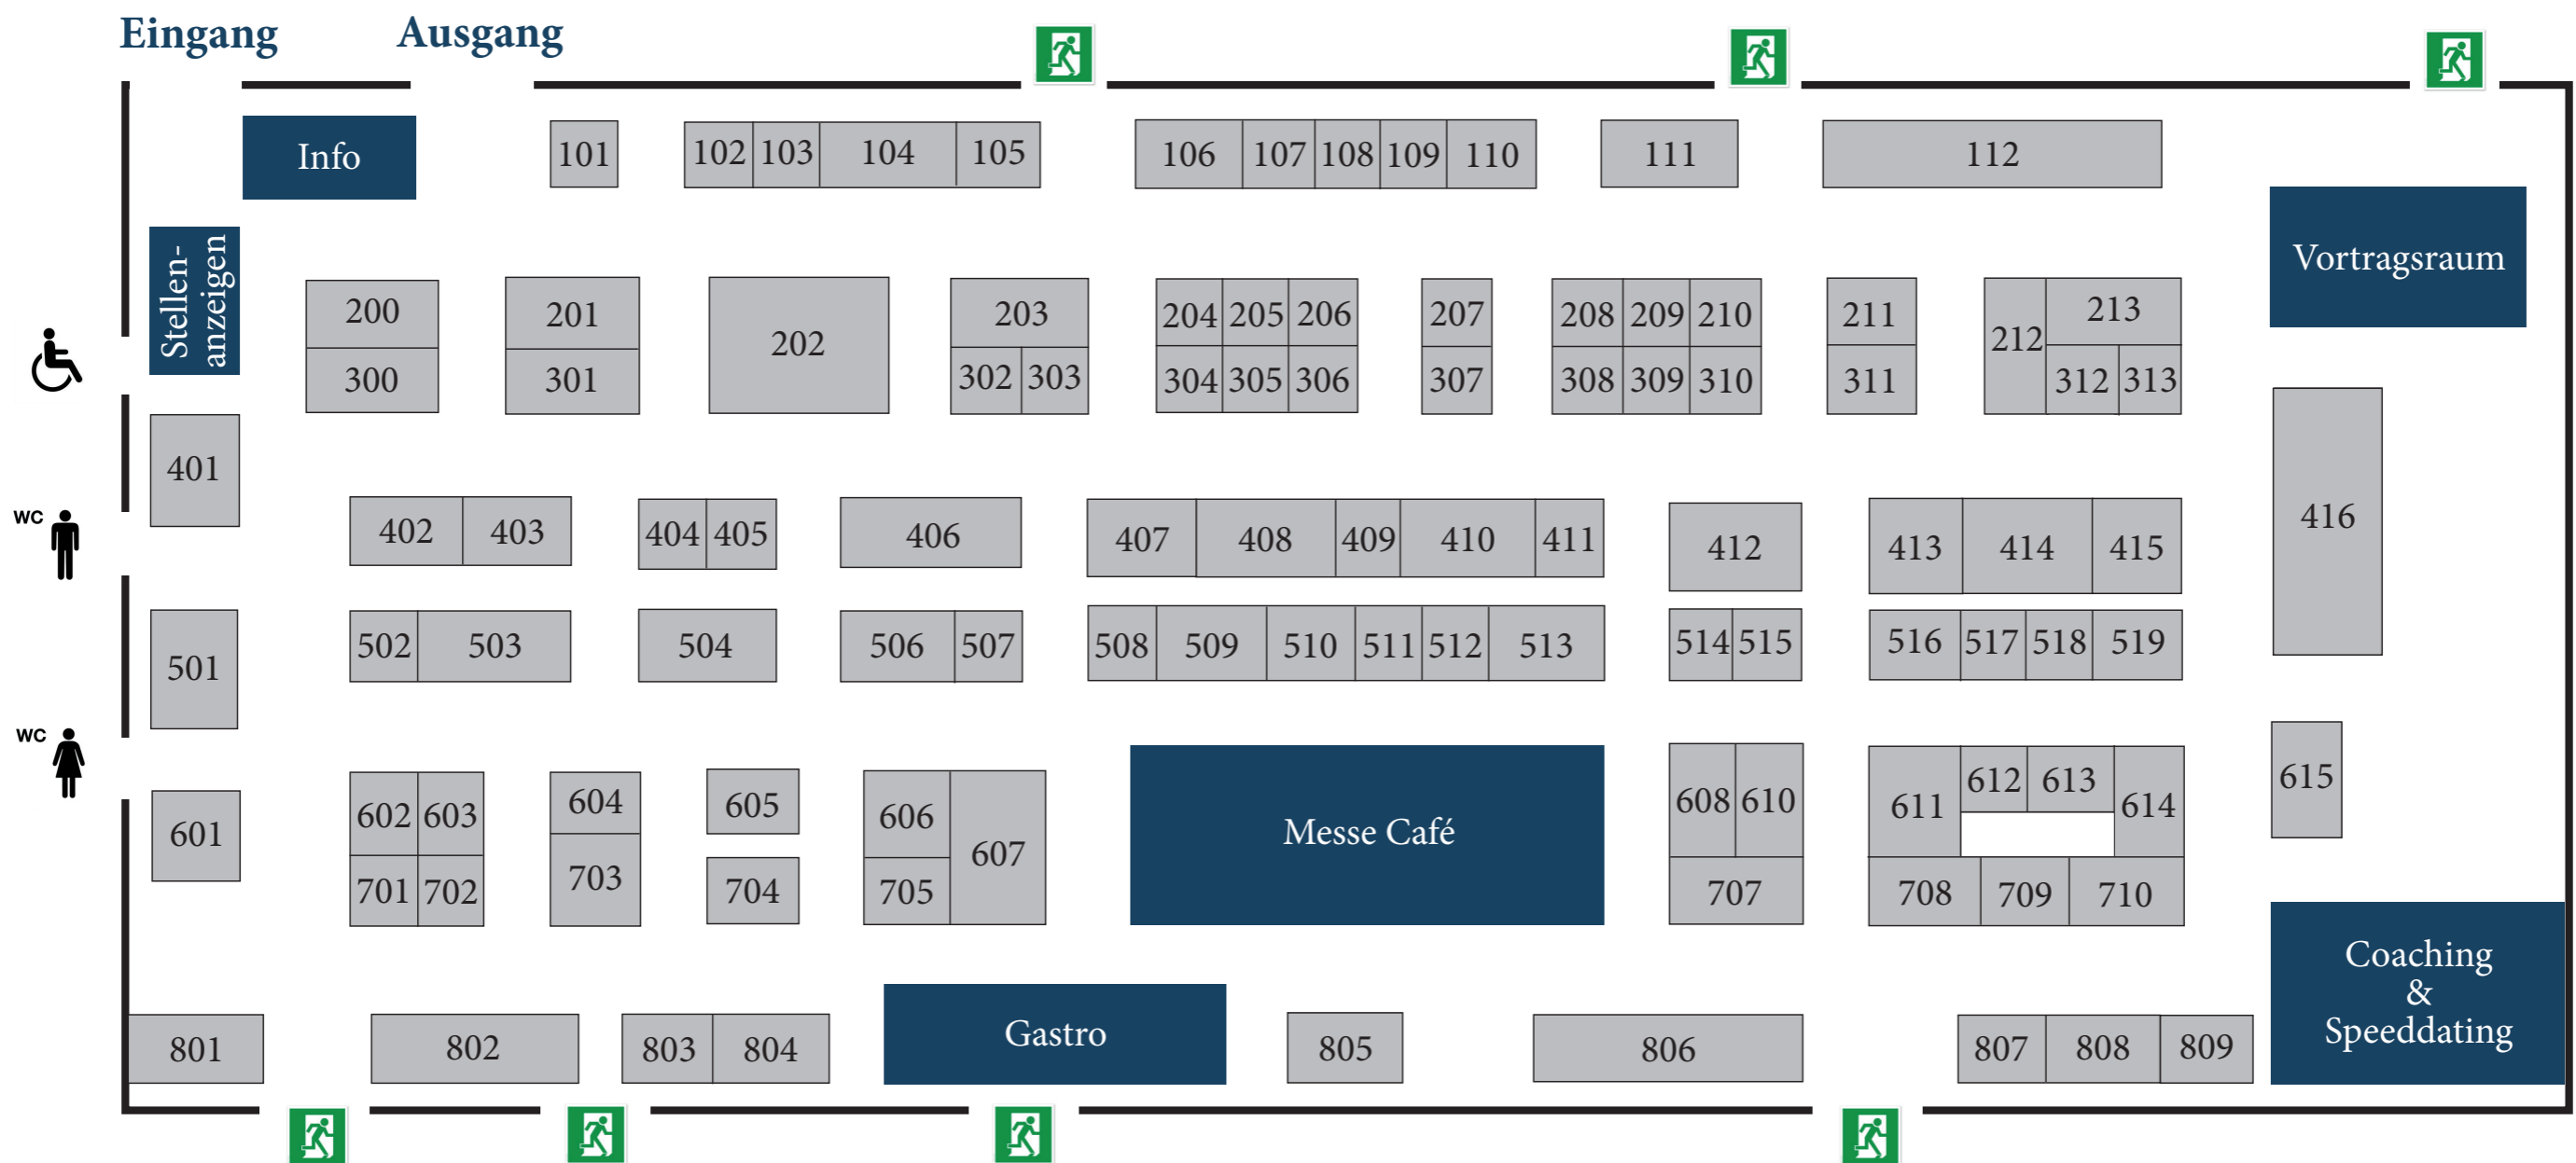 Eingang Ausgang
Info 101 102 103 104 105 106 107 108 109 110 111 112
Stellen-
anzeigen
Vortragsraum
200 201 202 203 204 205 206 207 208 209 210 211 212 213
300 301 302 303 304 305 306 307 308 309 310 311 312 313
401
WC
402 403 404 405 406 407 408 409 410 411 412 413 414 415 416
501 502 503 504 506 507 508 509 510 511 512 513 514 515 516 517 518 519
WC
601 602 603 604 605 606 607 Messe Café 608 610 611 612 613 614 615
701 702 703 704 705 707 708 709 710
Coaching
&
Speeddating
801 802 803 804 Gastro 805 806 807 808 809